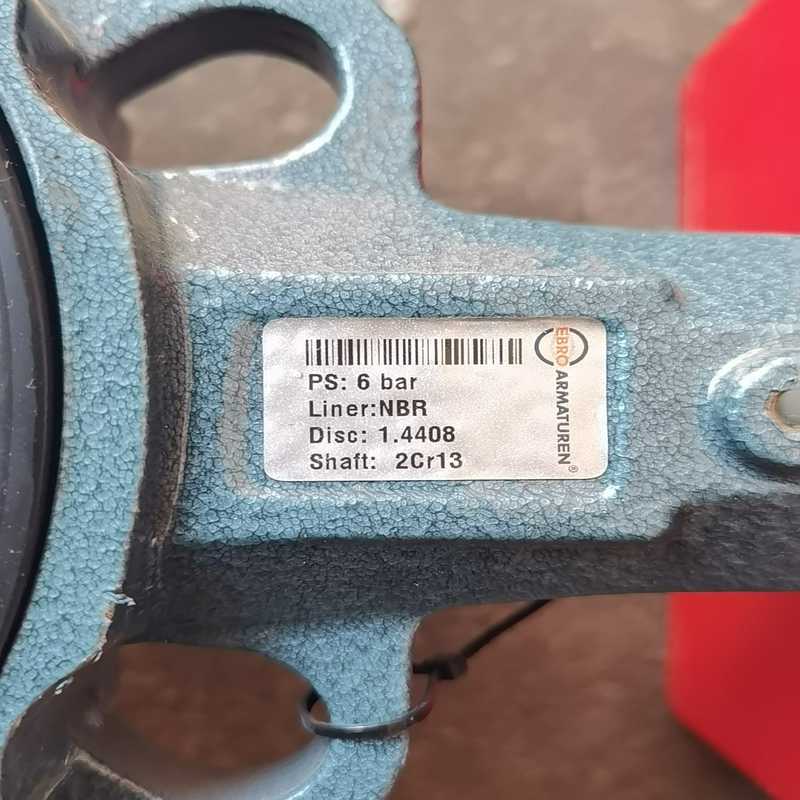 PS: 6 bar
Liner:NBR
Disc: 1.4408
Shaft: 2Cr13
EBRO ARMATUREN®